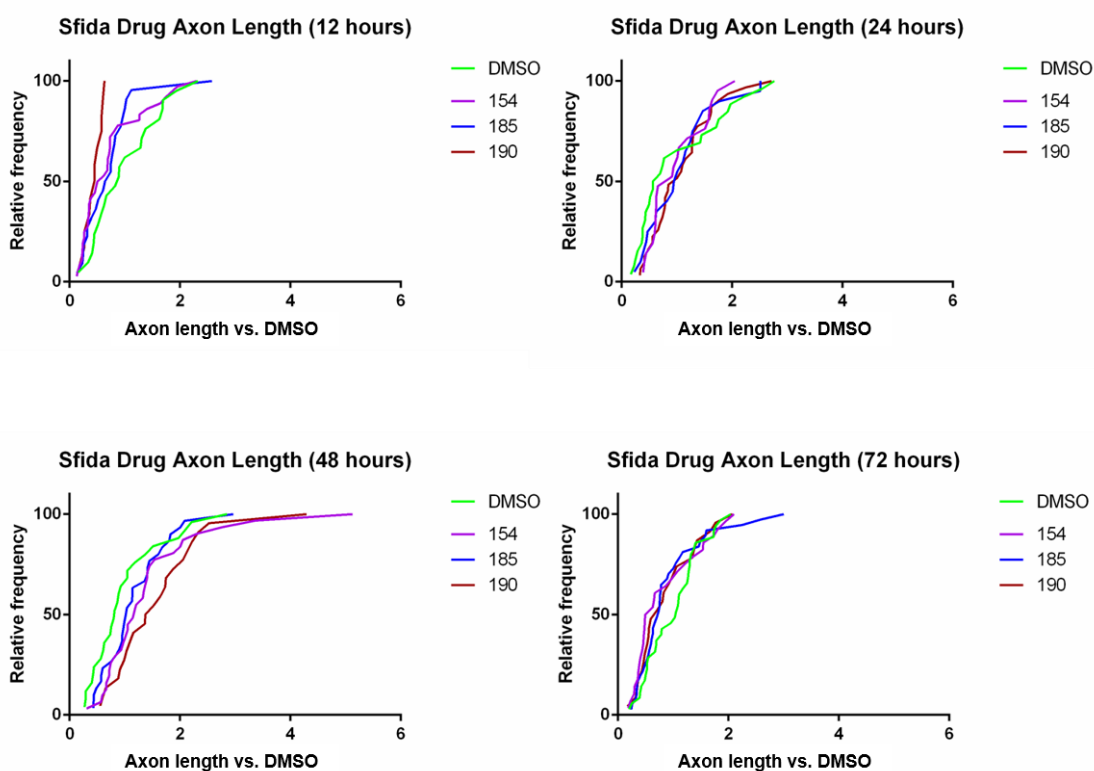 Sfida Drug Axon Length (12 hours)
100
50
0
Relative frequency
0 2 4 6
Axon length vs. DMSO
DMSO
154
185
190
Sfida Drug Axon Length (24 hours)
100
50
0
Relative frequency
0 2 4 6
Axon length vs. DMSO
DMSO
154
185
190
Sfida Drug Axon Length (48 hours)
100
50
0
Relative frequency
0 2 4 6
Axon length vs. DMSO
DMSO
154
185
190
Sfida Drug Axon Length (72 hours)
100
50
0
Relative frequency
0 2 4 6
Axon length vs. DMSO
DMSO
154
185
190